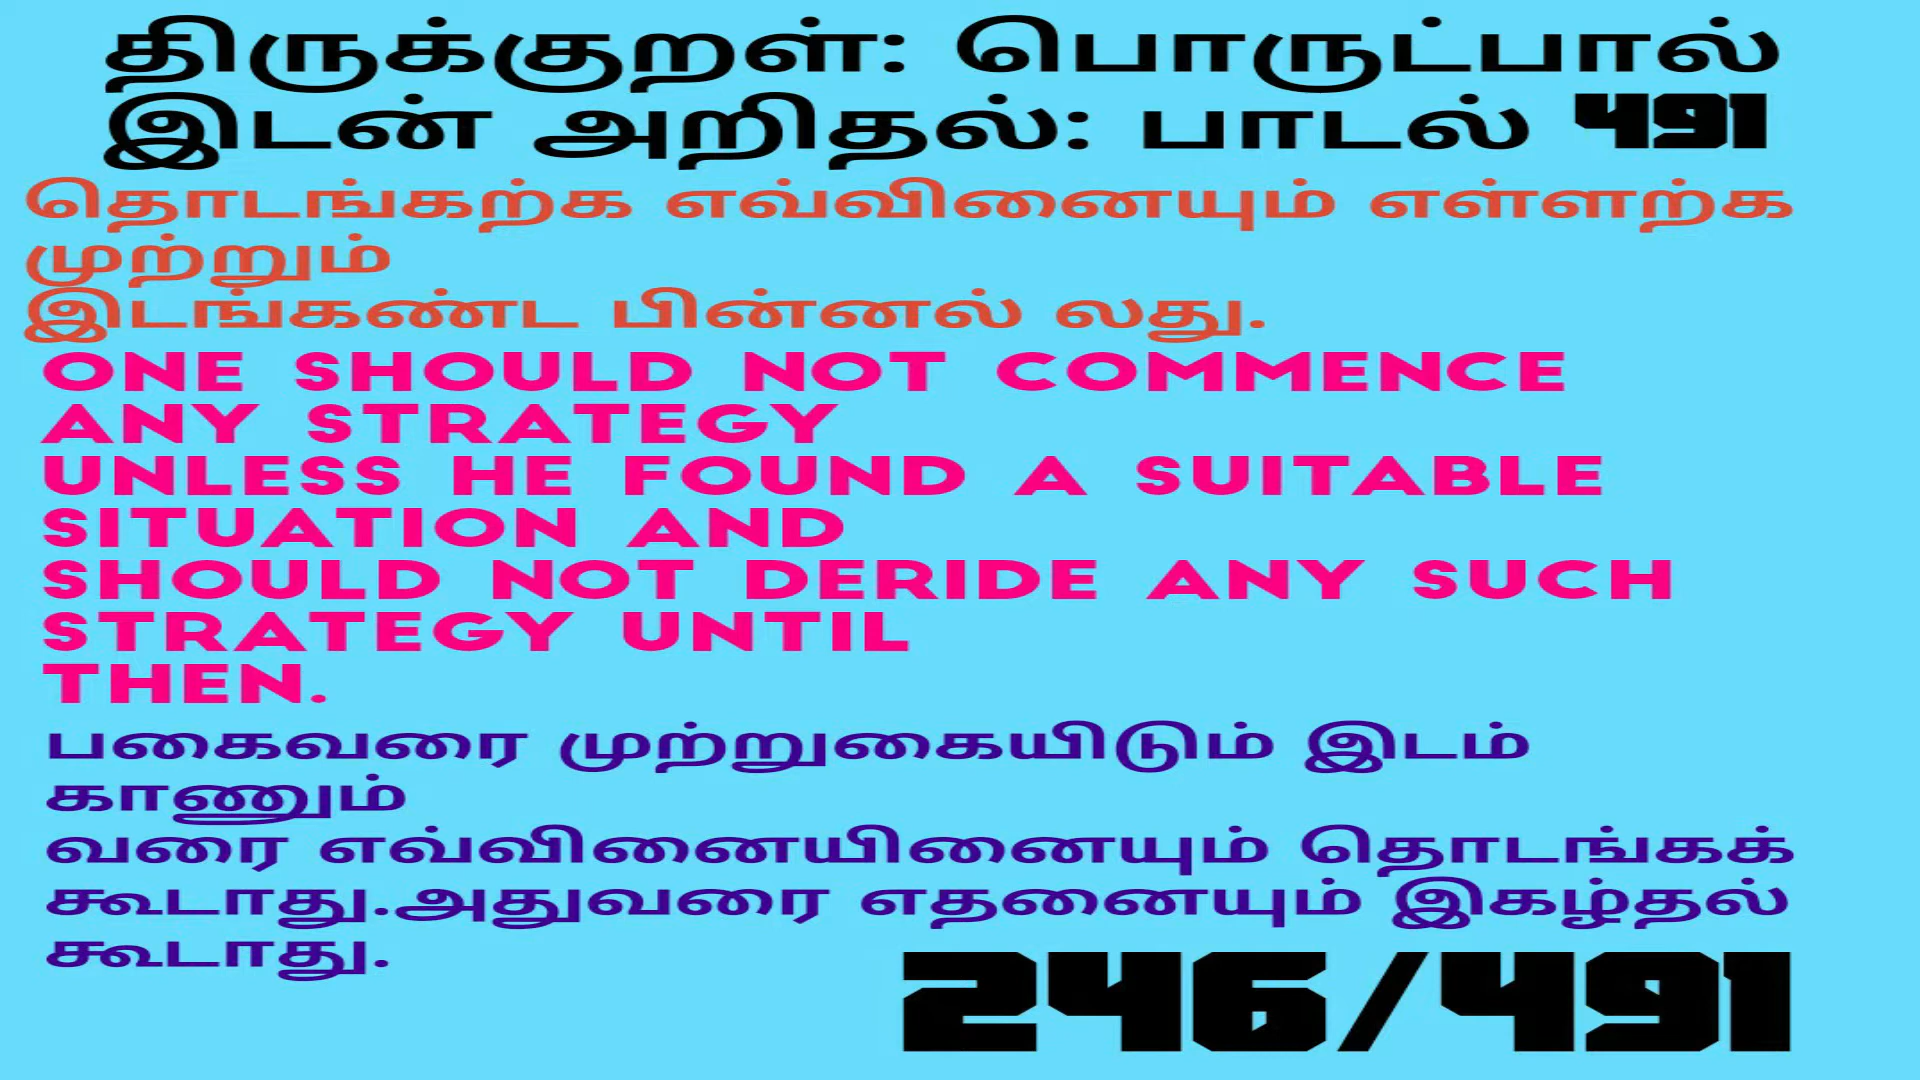 திருக்குறள்: பொருட்பால்
இடன் அறிதல்: பாடல் 491
தொடங்கற்க எவ்வினையும் எள்ளற்க
முற்றும்
இடங்கண்ட பின்னல் லது.
ONE SHOULD NOT COMMENCE
ANY STRATEGY
UNLESS HE FOUND A SUITABLE
SITUATION AND
SHOULD NOT DERIDE ANY SUCH
STRATEGY UNTIL
THEN.
பகைவரை முற்றுகையிடும் இடம்
காணும்
வரை எவ்வினையினையும் தொடங்கக்
கூடாது.அதுவரை எதனையும் இகழ்தல்
கூடாது.
246/491